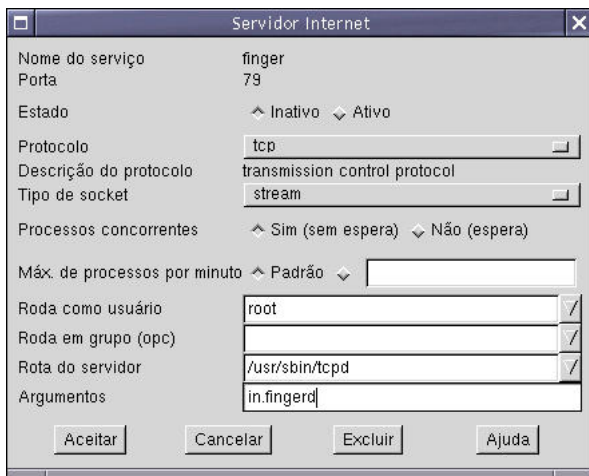 Servidor Internet
Nome do serviço finger
Porta 79
Estado Inativo Ativo
Protocolo tcp
Descrição do protocolo transmission control protocol
Tipo de socket stream
Processos concorrentes Sim (sem espera) Não (espera)
Máx. de processos por minuto Padrão
Roda como usuário root
Roda em grupo (opc)
Rota do servidor /usr/sbin/tcpd
Argumentos in.fingerd
Aceitar Cancelar Excluir Ajuda